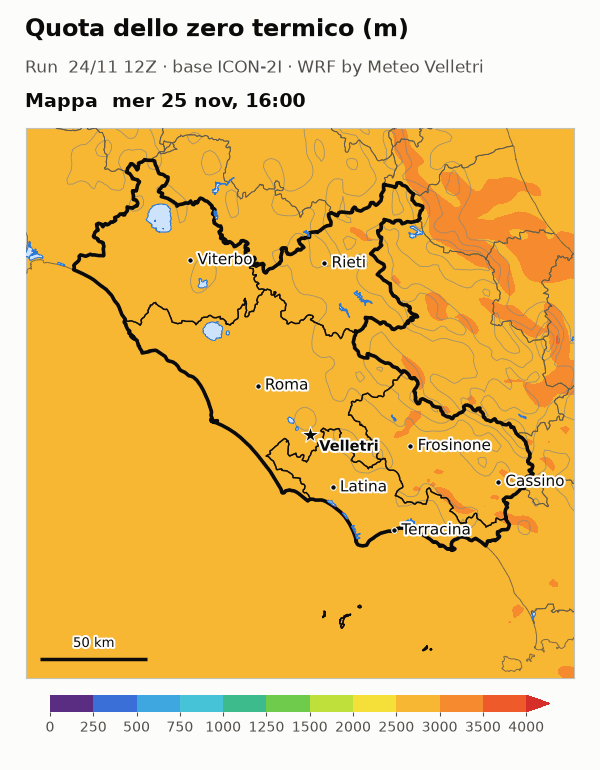 Quota dello zero termico (m)
Run  24/11 12Z · base ICON-2I · WRF by Meteo Velletri
Mappa  mer 25 nov, 16:00
Viterbo
Rieti
Roma
Velletri
Frosinone
Latina
Cassino
Terracina
50 km
0 250 500 750 1000 1250 1500 2000 2500 3000 3500 4000